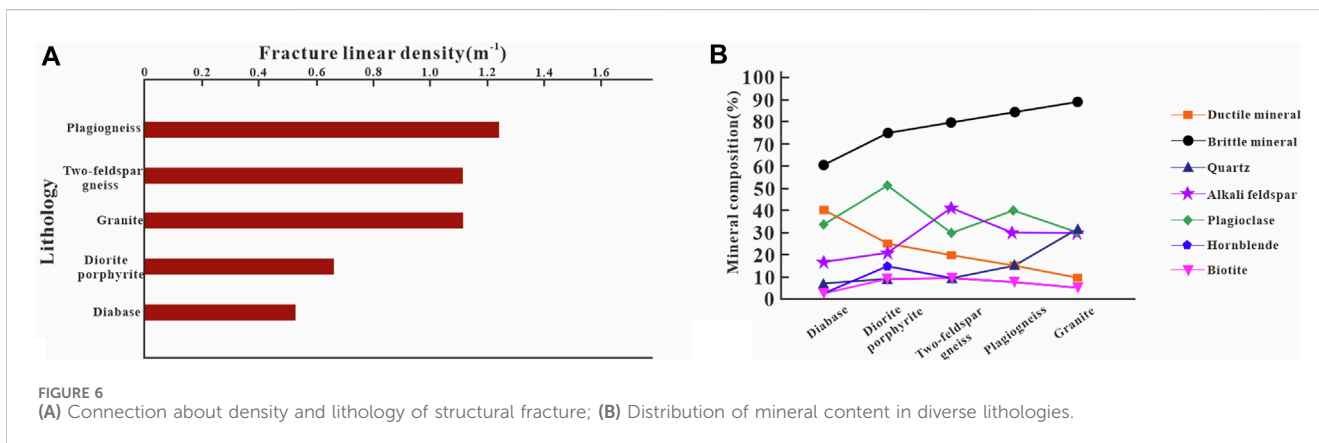 A
Fracture linear density(m-1)
0 0.2 0.4 0.6 0.8 1.0 1.2 1.4 1.6
Lithology
Plagiogneiss
Two-feldspar
gneiss
Granite
Diorite
porphyrite
Diabase
B
Mineral composition(%)
100
90
80
70
60
50
40
30
20
10
0
Diabase
Diorite
porphyrite
Two-feldspar
gneiss
Plagiogneiss
Granite
Ductile mineral
Brittle mineral
Quartz
Alkali feldspar
Plagioclase
Hornblende
Biotite
FIGURE 6
(A) Connection about density and lithology of structural fracture; (B) Distribution of mineral content in diverse lithologies.